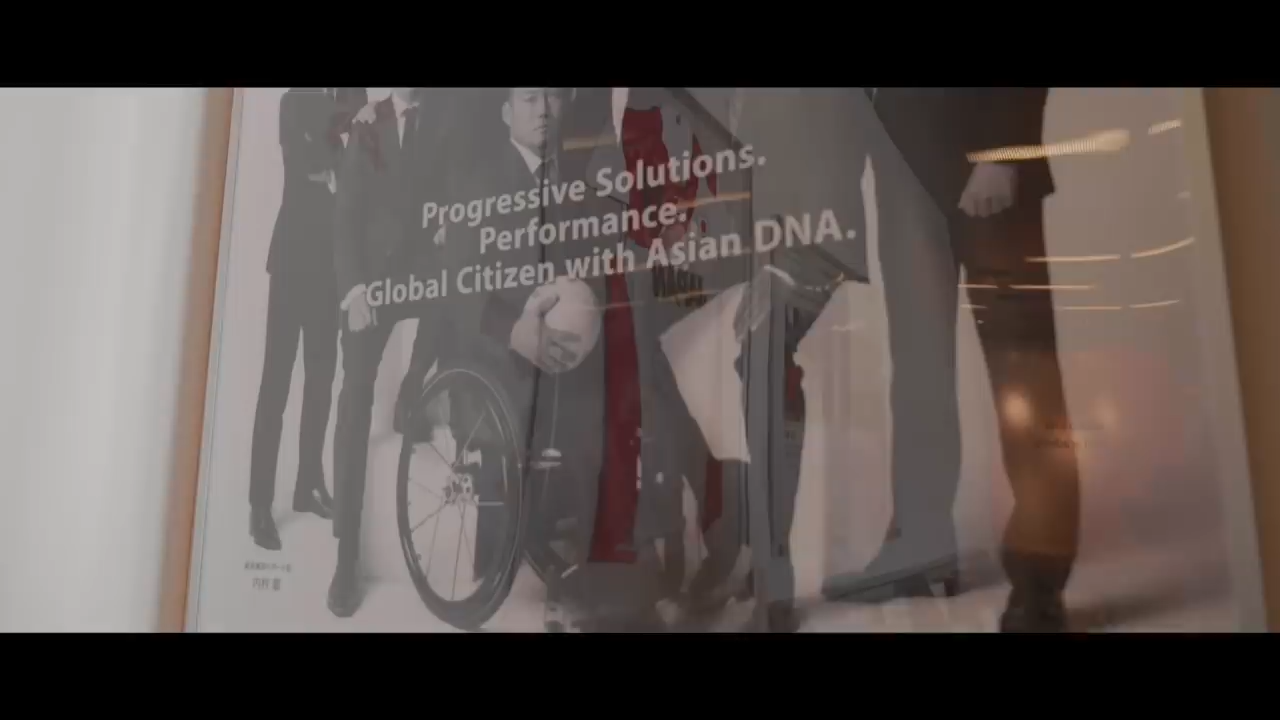 Progressive Solutions.
Performance.
Global Citizen with Asian DNA.